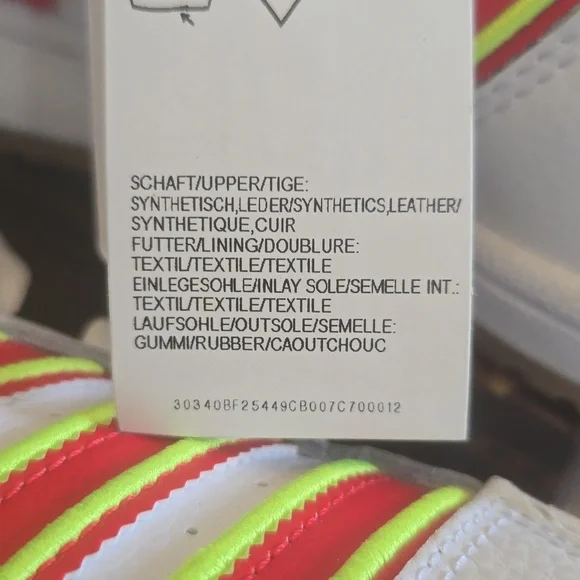 SCHAFT/UPPER/TIGE:
SYNTHETISCH,LEDER/SYNTHETICS,LEATHER/
SYNTHETIQUE,CUIR
FUTTER/LINING/DOUBLURE:
TEXTIL/TEXTILE/TEXTILE
EINLEGESOHLE/INLAY SOLE/SEMELLE INT.:
TEXTIL/TEXTILE/TEXTILE
LAUFSOHLE/OUTSOLE/SEMELLE:
GUMMI/RUBBER/CAOUTCHOUC
30340BF25449CB007C700012